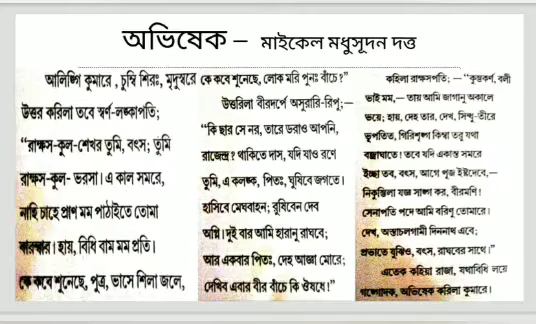 অভিষেক – মাইকেল মধুসূদন দত্ত
আলিঙ্গি কুমারে, চুম্বি শিরঃ, মৃদুস্বরে
উত্তর করিলা তবে স্বর্ণ-লঙ্কাপতি;
“রাক্ষস-কুল-শেখর তুমি, বৎস; তুমি
রাক্ষস-কুল- ভরসা। এ কাল সমরে,
নাহি চাহে প্রাণ মম পাঠাইতে তোমা
বারম্বার। হায়, বিধি বাম মম প্রতি।
কে কবে শুনেছে, পুত্র, ভাসে শিলা জলে,
কে কবে শুনেছে, লোক মরি পুনঃ বাঁচে?”
উত্তরিলা বীরদর্পে অসুরারি-রিপু;—
“কি ছার সে নর, তারে ডরাও আপনি,
রাজেন্দ্র? থাকিতে দাস, যদি যাও রণে
তুমি, এ কলঙ্ক, পিতঃ, ঘুষিবে জগতে।
হাসিবে মেঘবাহন; রুষিবেন দেব
অগ্নি। দুই বার আমি হারানু রাঘবে;
আর একবার পিতঃ, দেহ আজ্ঞা মোরে;
দেখিব এবার বীর বাঁচে কি ঔষধে!”
কহিলা রাক্ষসপতি; —“কুম্ভকর্ণ, বলী
ভাই মম,— তায় আমি জাগানু অকালে
ভয়ে; হায়, দেহ তার, দেখ, সিন্ধু-তীরে
ভূপতিত, গিরিশৃঙ্গ কিম্বা তরু যথা
বজ্রাঘাতে! তবে যদি একান্ত সমরে
ইচ্ছা তব, বৎস, আগে পূজ ইষ্টদেবে,—
নিকুম্ভিলা যজ্ঞ সাঙ্গ কর, বীরমণি!
সেনাপতি পদে আমি বরিণু তোমারে।
দেখ, অস্তাচলগামী দিননাথ এবে;
প্রভাতে যুঝিও, বৎস, রাঘবের সাথে।”
এতেক কহিয়া রাজা, যথাবিধি লয়ে
গঙ্গোদক, অভিষেক করিলা কুমারে।